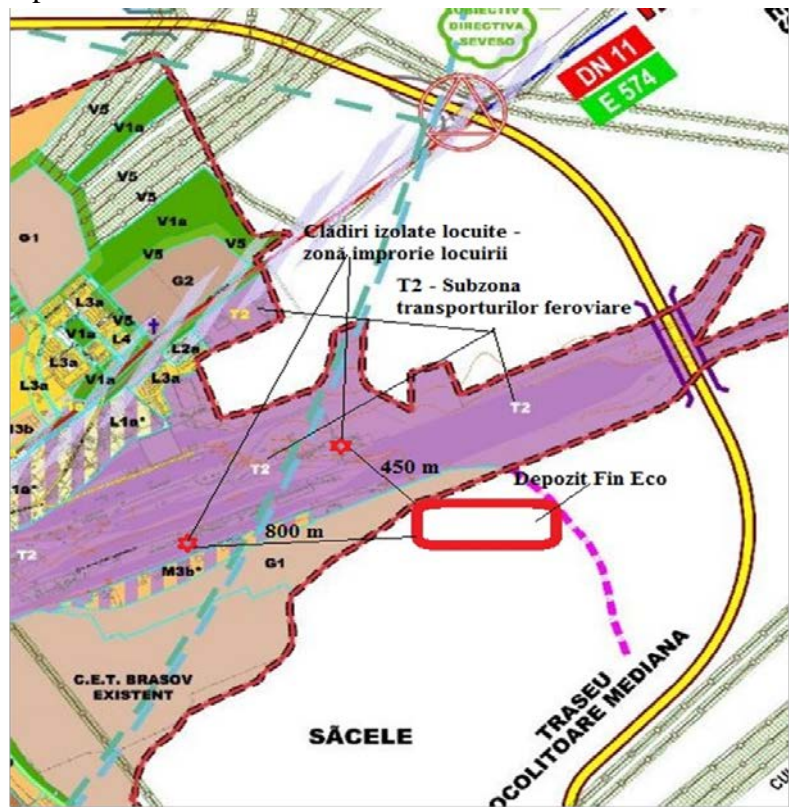 OBIECTIV
DIRECTIVA
SEVESO
DN 11
E 574
V5
V1a
V5
V5
V1a
V5
V5
G1
G2
Clădiri izolate locuite -
zonă improrie locuirii
T2 - Subzona
transporturilor feroviare
L3a
V1a
V5
L4
T2
L3a
L2a
L3a
V1a
L3a
L1a*
T2
T2
450 m
Depozit Fin Eco
800 m
T2
M3b*
G1
C.E.T. BRASOV
EXISTENT
SĂCELE
TRASEU
OCOLITOARE MEDIANA